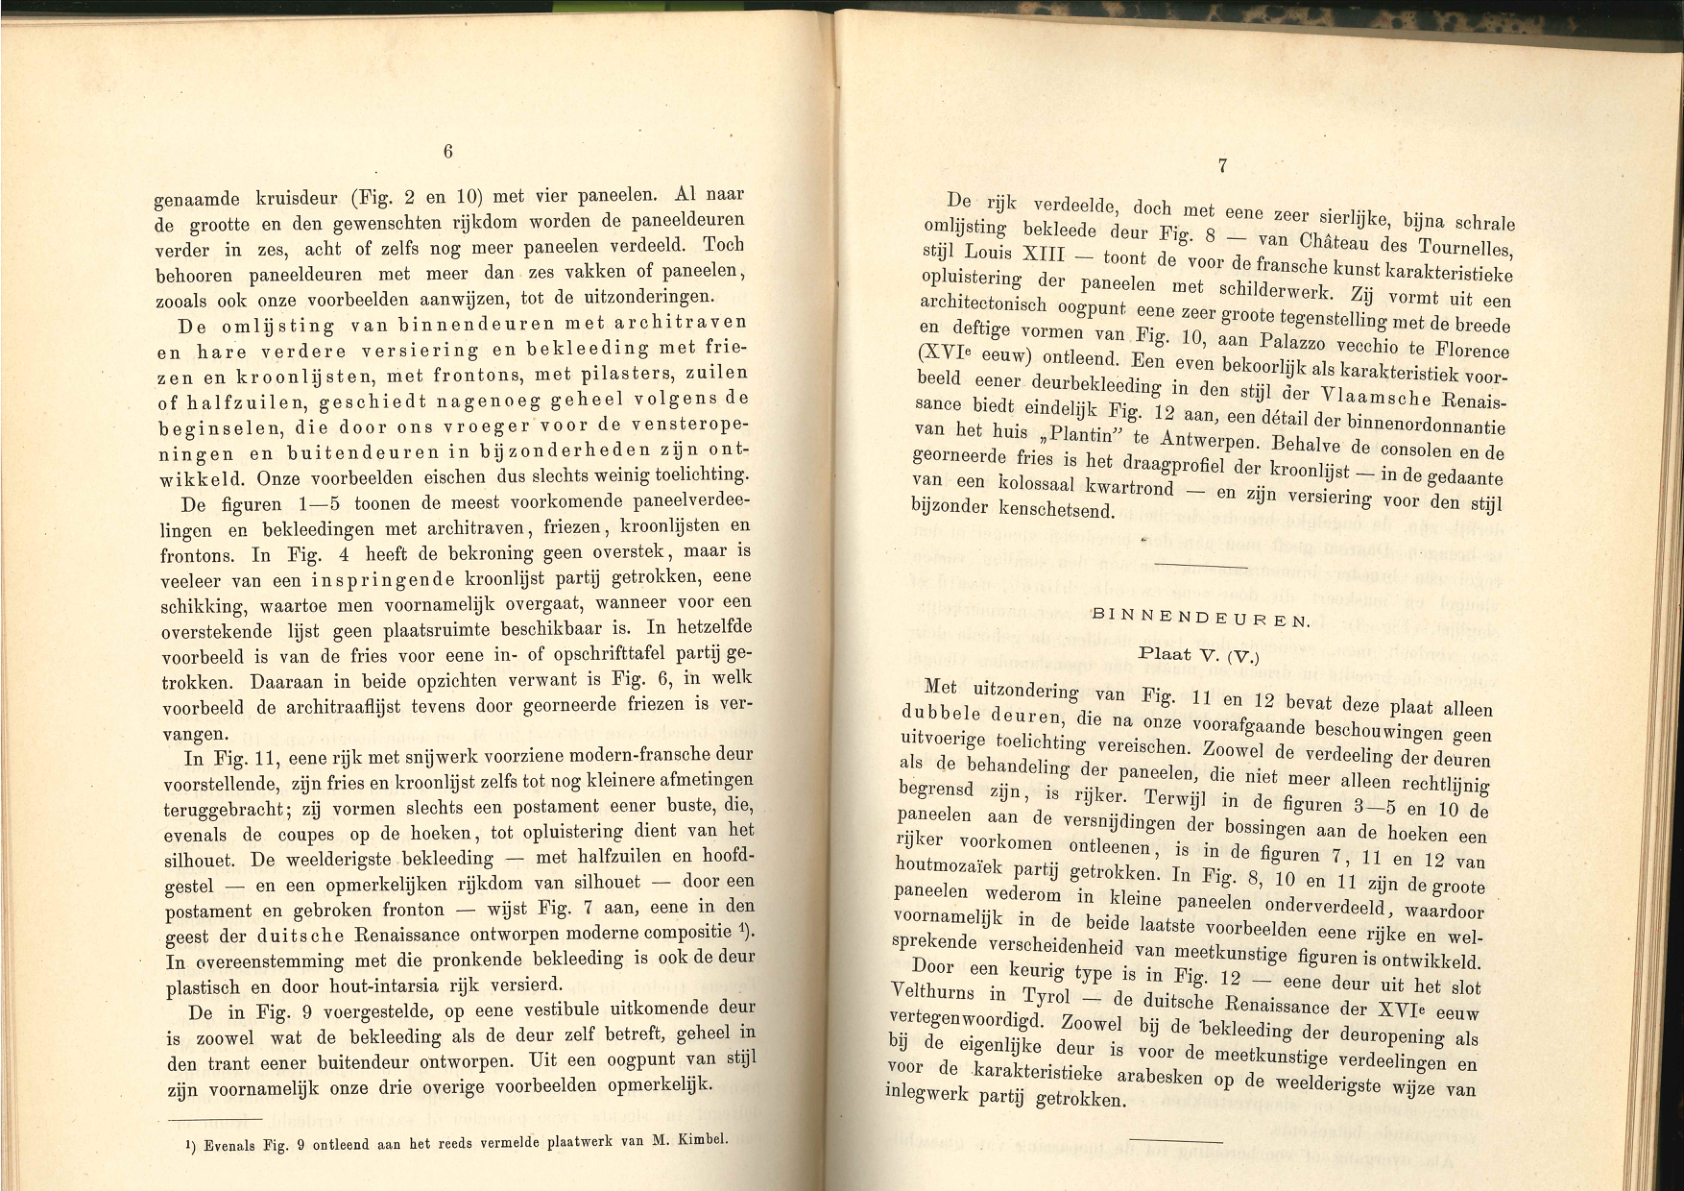 6
genaamde kruisdeur (Fig. 2 en 10) met vier paneelen. Al naar
de grootte en den gewenschten rijkdom worden de paneeldeuren
verder in zes, acht of zelfs nog meer paneelen verdeeld. Toch
behooren paneeldeuren met meer dan zes vakken of paneelen,
zooals ook onze voorbeelden aanwijzen, tot de uitzonderingen.
De omlijsting van binnendeuren met architraven
en hare verdere versiering en bekleeding met frie-
zen en kroonlijsten, met frontons, met pilasters, zuilen
of halfzuilen, geschiedt nagenoeg geheel volgens de
beginselen, die door ons vroeger voor de vensterope-
ningen en buitendeuren in bijzonderheden zijn ont-
wikkeld. Onze voorbeelden eischen dus slechts weinig toelichting.
De figuren 1—5 toonen de meest voorkomende paneelverdee-
lingen en bekleedingen met architraven, friezen, kroonlijsten en
frontons. In Fig. 4 heeft de bekroning geen overstek, maar is
veeleer van een inspringende kroonlijst partij getrokken, eene
schikking, waartoe men voornamelijk overgaat, wanneer voor een
overstekende lijst geen plaatsruimte beschikbaar is. In hetzelfde
voorbeeld is van de fries voor eene in- of opschrifttafel partij ge-
trokken. Daaraan in beide opzichten verwant is Fig. 6, in welk
voorbeeld de architraaflijst tevens door georneerde friezen is ver-
vangen.
In Fig. 11, eene rijk met snijwerk voorziene modern-fransche deur
voorstellende, zijn fries en kroonlijst zelfs tot nog kleinere afmetingen
teruggebracht; zij vormen slechts een postament eener buste, die,
evenals de coupes op de hoeken, tot opluistering dient van het
silhouet. De weelderigste bekleeding — met halfzuilen en hoofd-
gestel — en een opmerkelijken rijkdom van silhouet — door een
postament en gebroken fronton — wijst Fig. 7 aan, eene in den
geest der duitsche Renaissance ontworpen moderne compositie ¹).
In overeenstemming met die pronkende bekleeding is ook de deur
plastisch en door hout-intarsia rijk versierd.
De in Fig. 9 voorgestelde, op eene vestibule uitkomende deur
is zoowel wat de bekleeding als de deur zelf betreft, geheel in
den trant eener buitendeur ontworpen. Uit een oogpunt van stijl
zijn voornamelijk onze drie overige voorbeelden opmerkelijk.
¹) Evenals Fig. 9 ontleend aan het reeds vermelde plaatwerk van M. Kimbel.
7
De rijk verdeelde, doch met eene zeer sierlijke, bijna schrale
omlijsting bekleede deur Fig. 8 — van Château des Tournelles,
stijl Louis XIII — toont de voor de fransche kunst karakteristieke
opluistering der paneelen met schilderwerk. Zij vormt uit een
architectonisch oogpunt eene zeer groote tegenstelling met de breede
en deftige vormen van Fig. 10, aan Palazzo vecchio te Florence
(XVIe eeuw) ontleend. Een even bekoorlijk als karakteristiek voor-
beeld eener deurbekleeding in den stijl der Vlaamsche Renais-
sance biedt eindelijk Fig. 12 aan, een détail der binnenordonnantie
van het huis „Plantin” te Antwerpen. Behalve de consolen en de
georneerde fries is het draagprofiel der kroonlijst — in de gedaante
van een kolossaal kwartrond — en zijn versiering voor den stijl
bijzonder kenschetsend.
BINNENDEUREN.
Plaat V. (V.)
Met uitzondering van Fig. 11 en 12 bevat deze plaat alleen
dubbele deuren, die na onze voorafgaande beschouwingen geen
uitvoerige toelichting vereischen. Zoowel de verdeeling der deuren
als de behandeling der paneelen, die niet meer alleen rechtlijnig
begrensd zijn, is rijker. Terwijl in de figuren 3—5 en 10 de
paneelen aan de versnijdingen der bossingen aan de hoeken een
rijker voorkomen ontleenen, is in de figuren 7, 11 en 12 van
houtmozaïek partij getrokken. In Fig. 8, 10 en 11 zijn de groote
paneelen wederom in kleine paneelen onderverdeeld, waardoor
voornamelijk in de beide laatste voorbeelden eene rijke en wel-
sprekende verscheidenheid van meetkunstige figuren is ontwikkeld.
Door een keurig type is in Fig. 12 — eene deur uit het slot
Velthurns in Tyrol — de duitsche Renaissance der XVIe eeuw
vertegenwoordigd. Zoowel bij de bekleeding der deuropening als
bij de eigenlijke deur is voor de meetkunstige verdeelingen en
voor de karakteristieke arabesken op de weelderigste wijze van
inlegwerk partij getrokken.